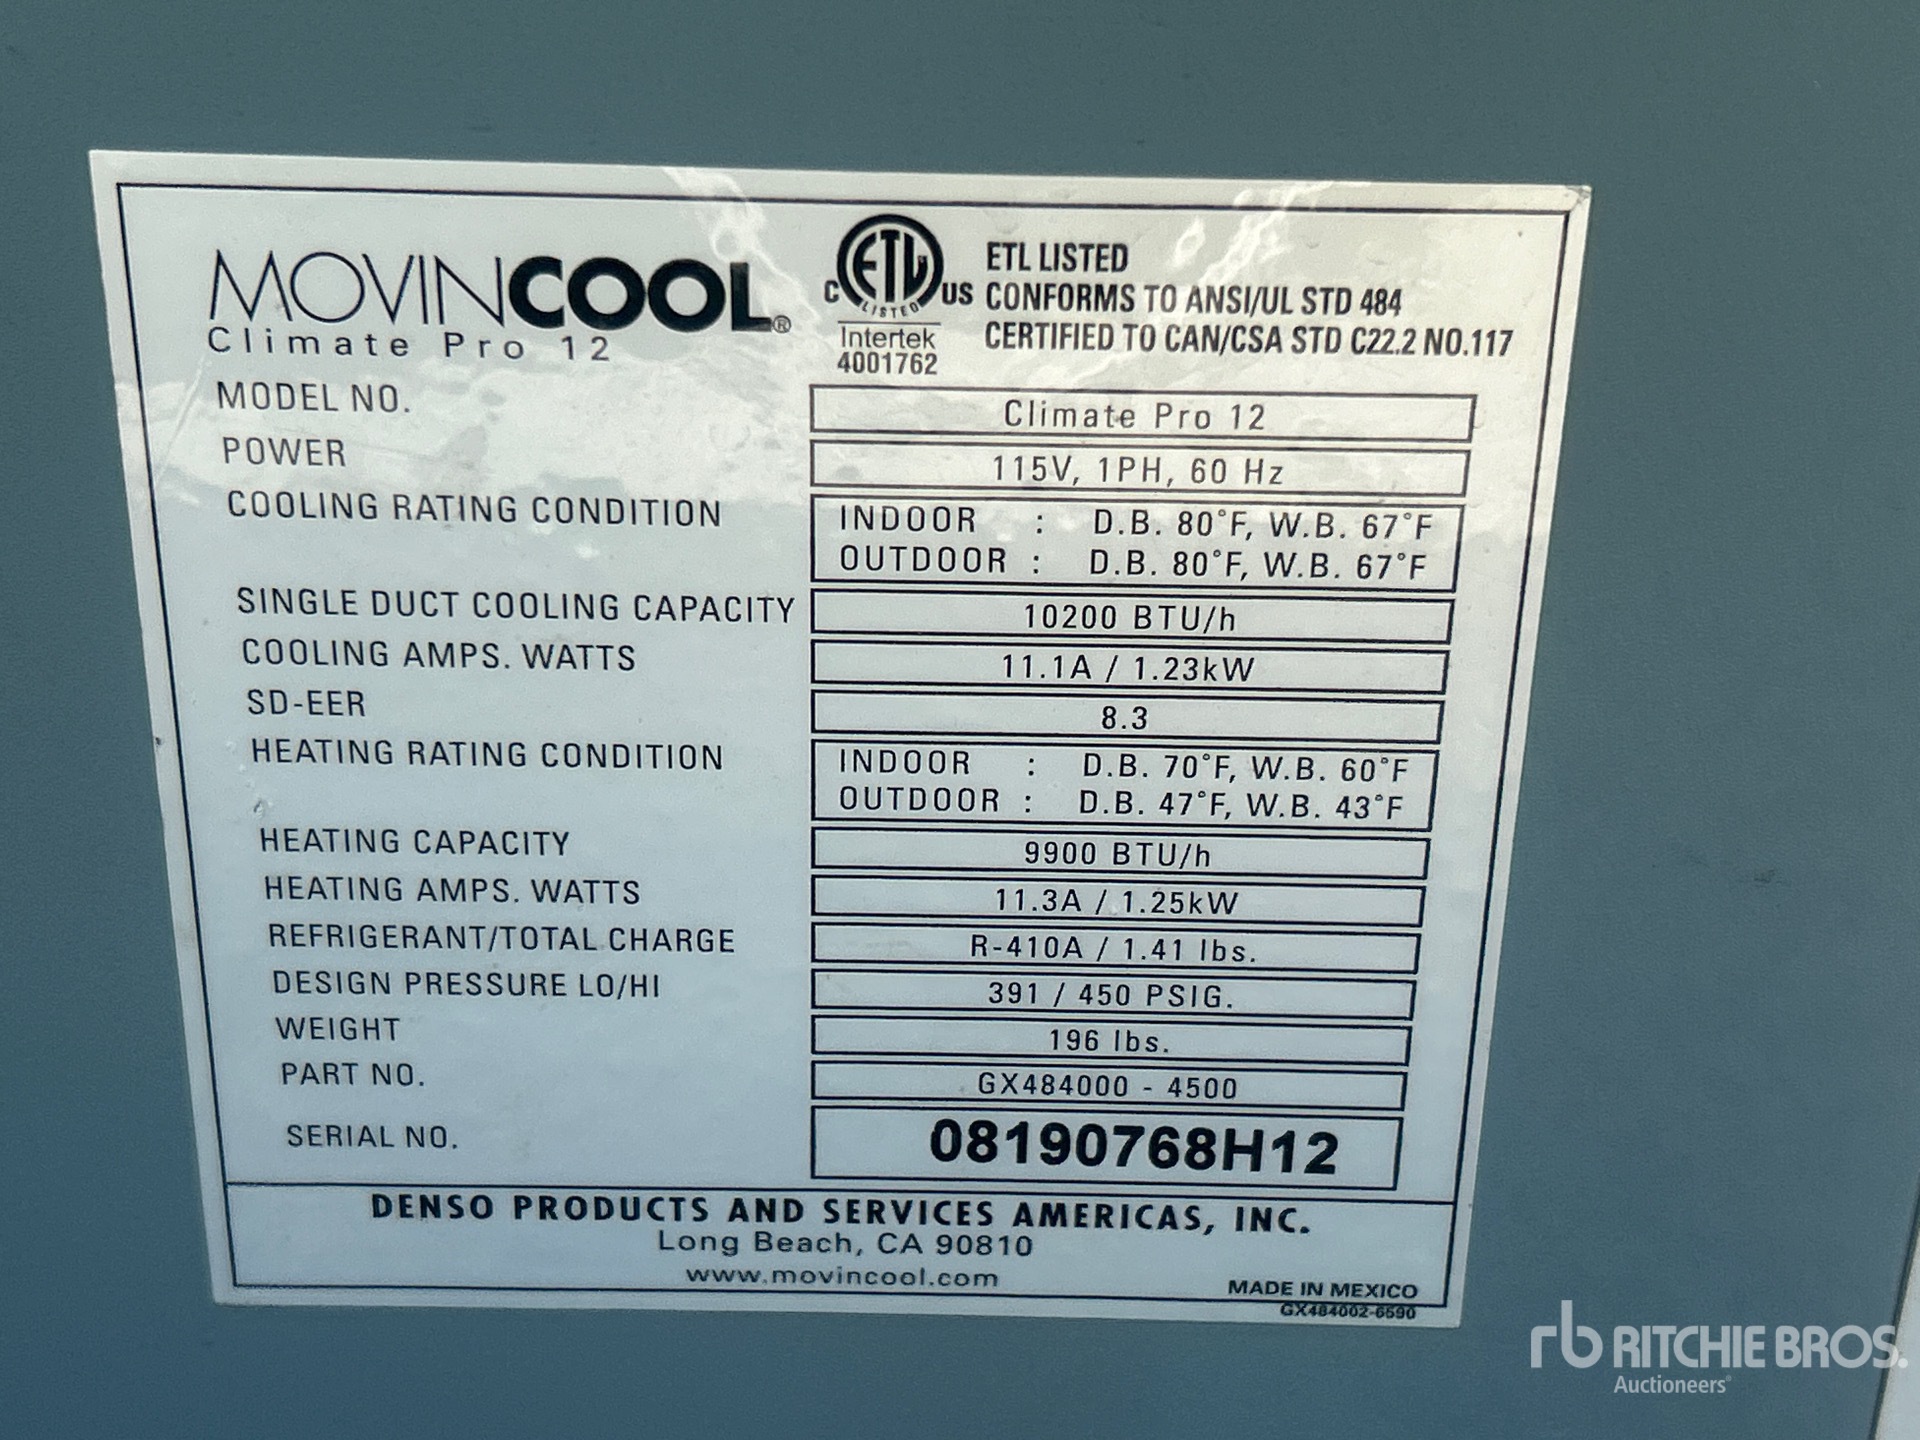 MOVINCOOL®
Climate Pro 12
C ETL US
LISTED
Intertek
4001762
ETL LISTED
CONFORMS TO ANSI/UL STD 484
CERTIFIED TO CAN/CSA STD C22.2 NO.117
MODEL NO. Climate Pro 12
POWER 115V, 1PH, 60 Hz
COOLING RATING CONDITION INDOOR : D.B. 80°F, W.B. 67°F
OUTDOOR : D.B. 80°F, W.B. 67°F
SINGLE DUCT COOLING CAPACITY 10200 BTU/h
COOLING AMPS. WATTS 11.1A / 1.23kW
SD-EER 8.3
HEATING RATING CONDITION INDOOR : D.B. 70°F, W.B. 60°F
OUTDOOR : D.B. 47°F, W.B. 43°F
HEATING CAPACITY 9900 BTU/h
HEATING AMPS. WATTS 11.3A / 1.25kW
REFRIGERANT/TOTAL CHARGE R-410A / 1.41 lbs.
DESIGN PRESSURE LO/HI 391 / 450 PSIG.
WEIGHT 196 lbs.
PART NO. GX484000 - 4500
SERIAL NO. 08190768H12
DENSO PRODUCTS AND SERVICES AMERICAS, INC.
Long Beach, CA 90810
www.movincool.com
MADE IN MEXICO
GX484002-6590
rb RITCHIE BROS.
Auctioneers®